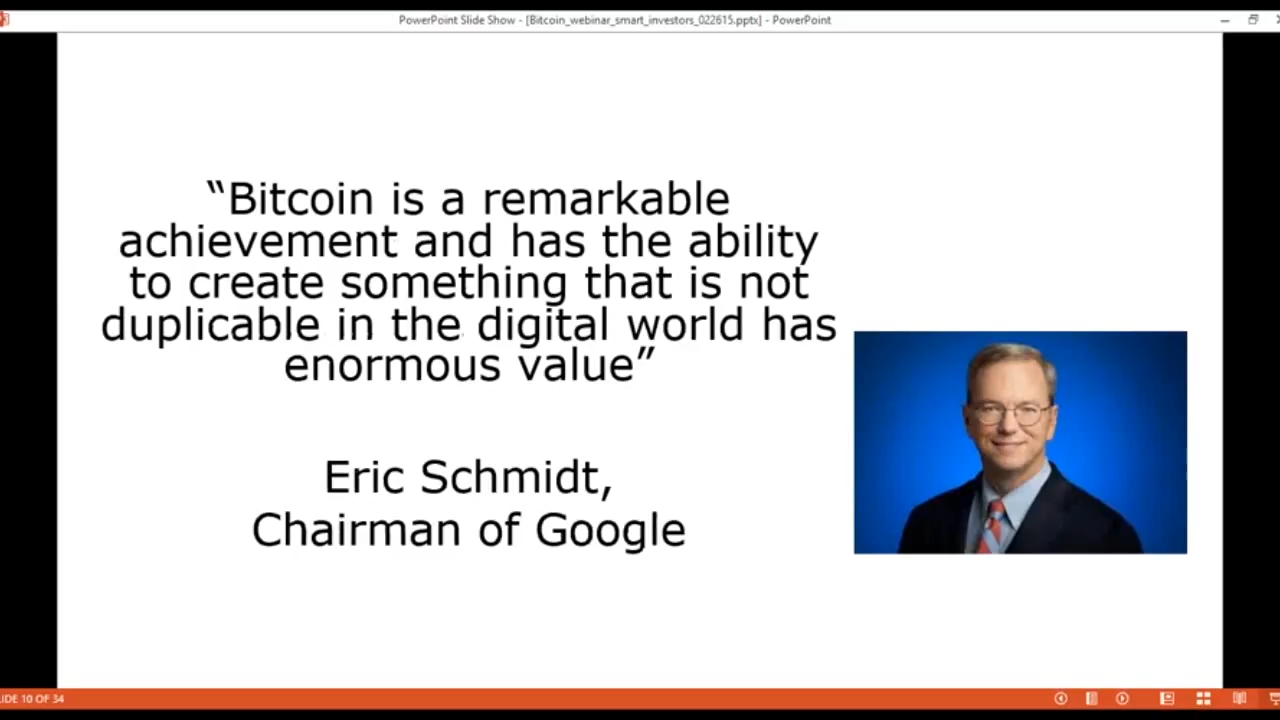 PowerPoint Slide Show - [Bitcoin_webinar_smart_investors_022615.pptx] - PowerPoint
“Bitcoin is a remarkable
achievement and has the ability
to create something that is not
duplicable in the digital world has
enormous value”
Eric Schmidt,
Chairman of Google
LIDE 10 OF 34